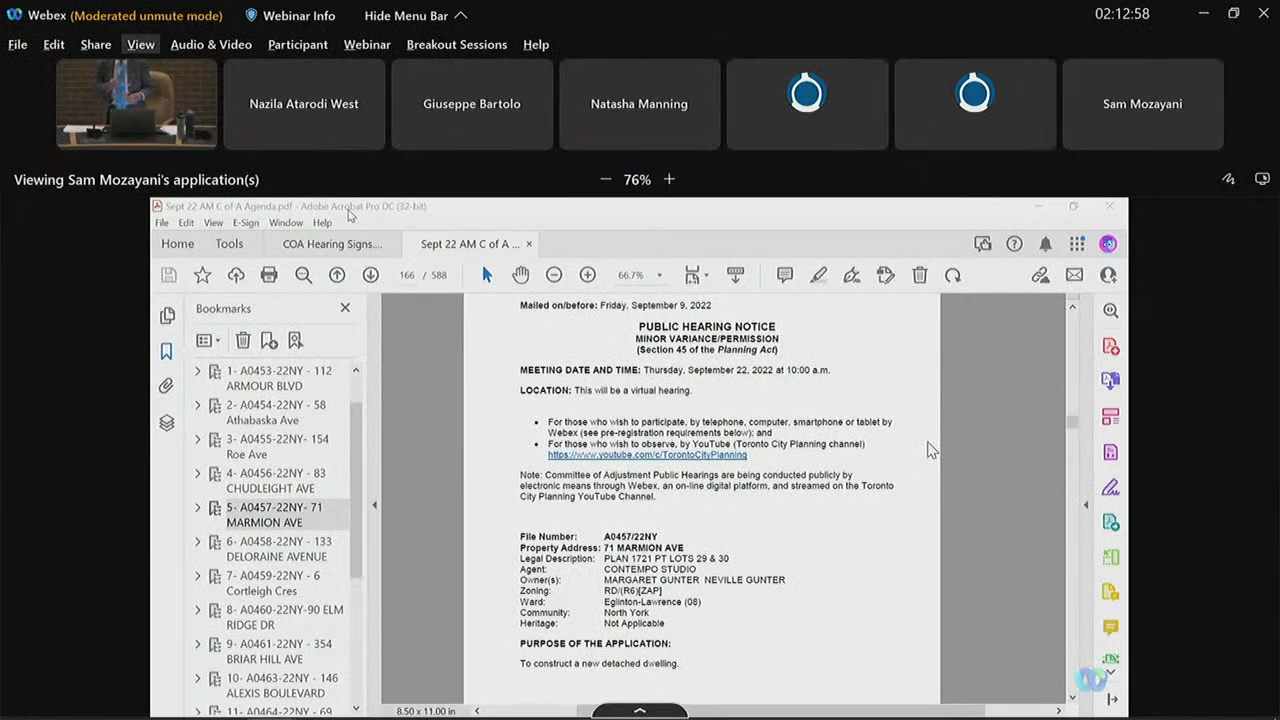 Webex (Moderated unmute mode) Webinar Info Hide Menu Bar 02:12:58
File Edit Share View Audio & Video Participant Webinar Breakout Sessions Help
Nazila Atarodi West Giuseppe Bartolo Natasha Manning Sam Mozayani
Viewing Sam Mozayani's application(s) 76%
Sept 22 AM C of A Agenda.pdf - Adobe Acrobat Pro DC (32-bit)
File Edit View E-Sign Window Help
Home Tools COA Hearing Signs.... Sept 22 AM C of A ...
166 / 588 66.7%
Bookmarks
1- A0453-22NY - 112
ARMOUR BLVD
2- A0454-22NY - 58
Athabaska Ave
3- A0455-22NY- 154
Roe Ave
4- A0456-22NY - 83
CHUDLEIGHT AVE
5- A0457-22NY- 71
MARMION AVE
6- A0458-22NY - 133
DELORAINE AVENUE
7- A0459-22NY - 6
Cortleigh Cres
8- A0460-22NY-90 ELM
RIDGE DR
9- A0461-22NY - 354
BRIAR HILL AVE
10- A0463-22NY - 146
ALEXIS BOULEVARD
11- A0464-22NY - 69
Mailed on/before: Friday, September 9, 2022
PUBLIC HEARING NOTICE
MINOR VARIANCE/PERMISSION
(Section 45 of the Planning Act)
MEETING DATE AND TIME: Thursday, September 22, 2022 at 10:00 a.m.
LOCATION: This will be a virtual hearing.
• For those who wish to participate, by telephone, computer, smartphone or tablet by
Webex (see pre-registration requirements below); and
• For those who wish to observe, by YouTube (Toronto City Planning channel)
https://www.youtube.com/c/TorontoCityPlanning
Note: Committee of Adjustment Public Hearings are being conducted publicly by
electronic means through Webex, an on-line digital platform, and streamed on the Toronto
City Planning YouTube Channel.
File Number: A0457/22NY
Property Address: 71 MARMION AVE
Legal Description: PLAN 1721 PT LOTS 29 & 30
Agent: CONTEMPO STUDIO
Owner(s): MARGARET GUNTER NEVILLE GUNTER
Zoning: RD/(R6)[ZAP]
Ward: Eglinton-Lawrence (08)
Community: North York
Heritage: Not Applicable
PURPOSE OF THE APPLICATION:
To construct a new detached dwelling.
8.50 x 11.00 in